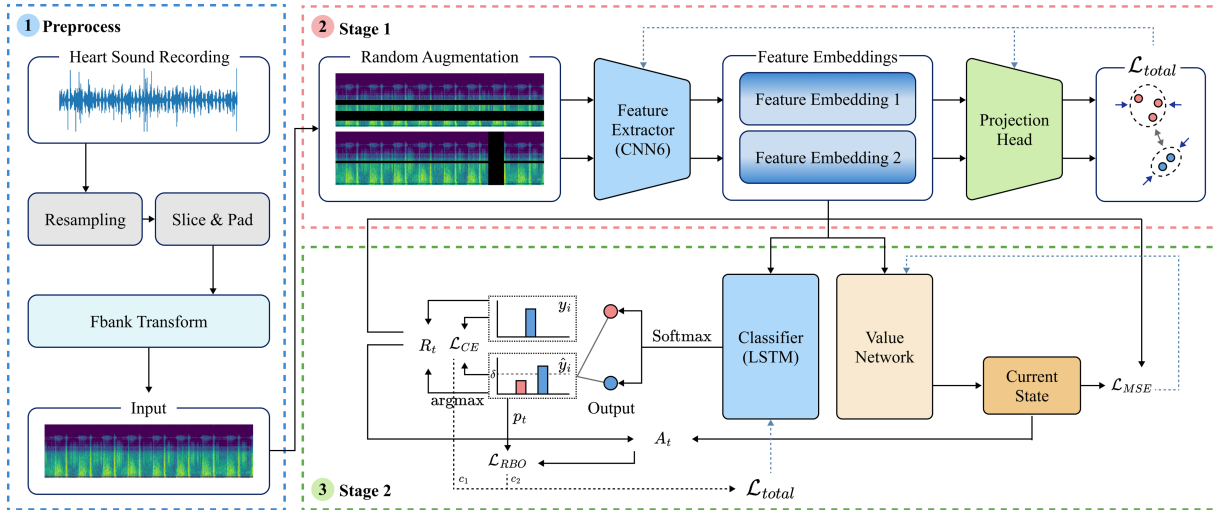 1 Preprocess
Heart Sound Recording
Resampling
Slice & Pad
Fbank Transform
Input
2 Stage 1
Random Augmentation
Feature
Extractor
(CNN6)
Feature Embeddings
Feature Embedding 1
Feature Embedding 2
Projection
Head
ℒ_total
3 Stage 2
R_t
ℒ_CE
y_i
δ
ŷ_i
argmax
p_t
Output
Softmax
Classifier
(LSTM)
Value
Network
Current
State
ℒ_MSE
A_t
ℒ_RBO
c_1
c_2
ℒ_total